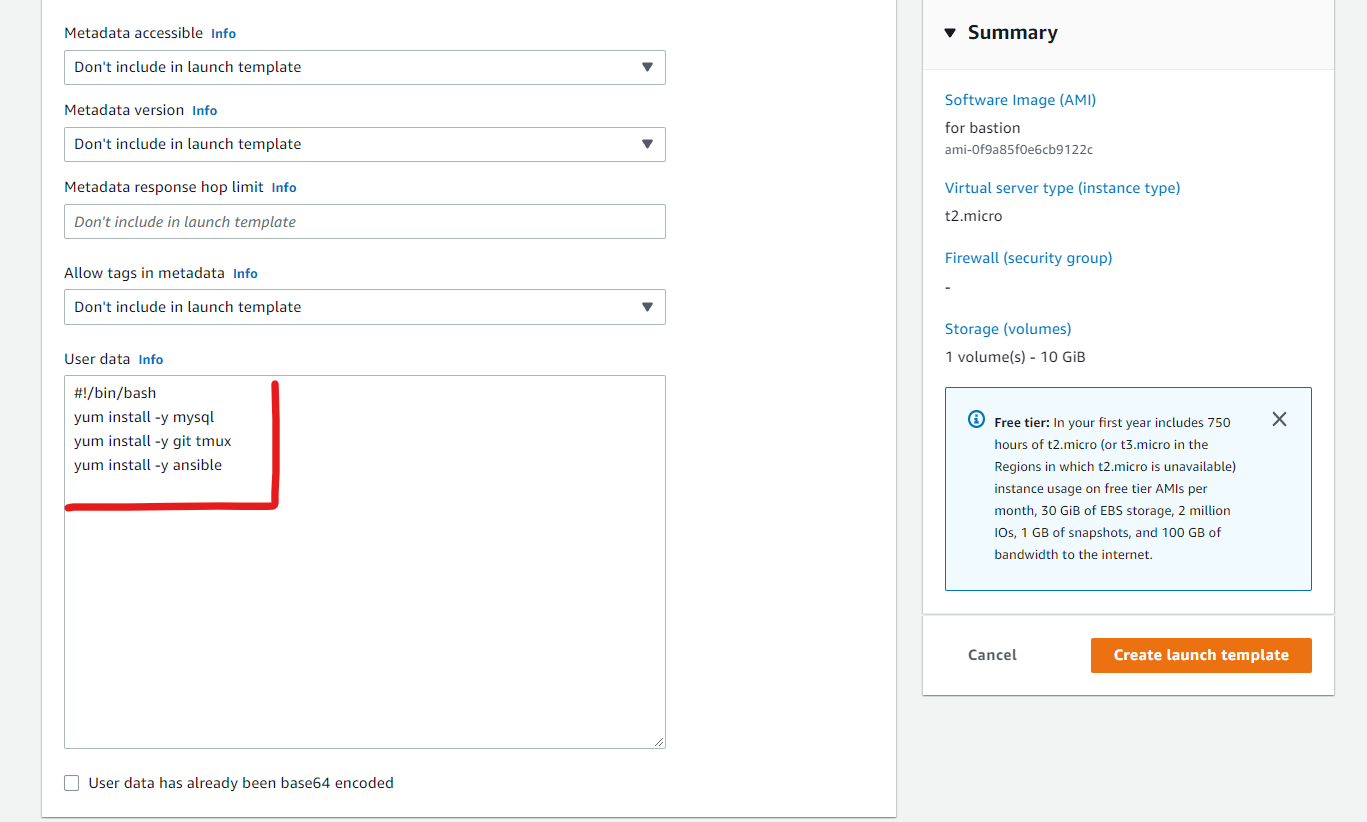 Metadata accessible Info
Don't include in launch template
Metadata version Info
Don't include in launch template
Metadata response hop limit Info
Don't include in launch template
Allow tags in metadata Info
Don't include in launch template
User data Info
#!/bin/bash
yum install -y mysql
yum install -y git tmux
yum install -y ansible
User data has already been base64 encoded
Summary
Software Image (AMI)
for bastion
ami-0f9a85f0e6cb9122c
Virtual server type (instance type)
t2.micro
Firewall (security group)
-
Storage (volumes)
1 volume(s) - 10 GiB
Free tier: In your first year includes 750
hours of t2.micro (or t3.micro in the
Regions in which t2.micro is unavailable)
instance usage on free tier AMIs per
month, 30 GiB of EBS storage, 2 million
IOs, 1 GB of snapshots, and 100 GB of
bandwidth to the internet.
Cancel
Create launch template